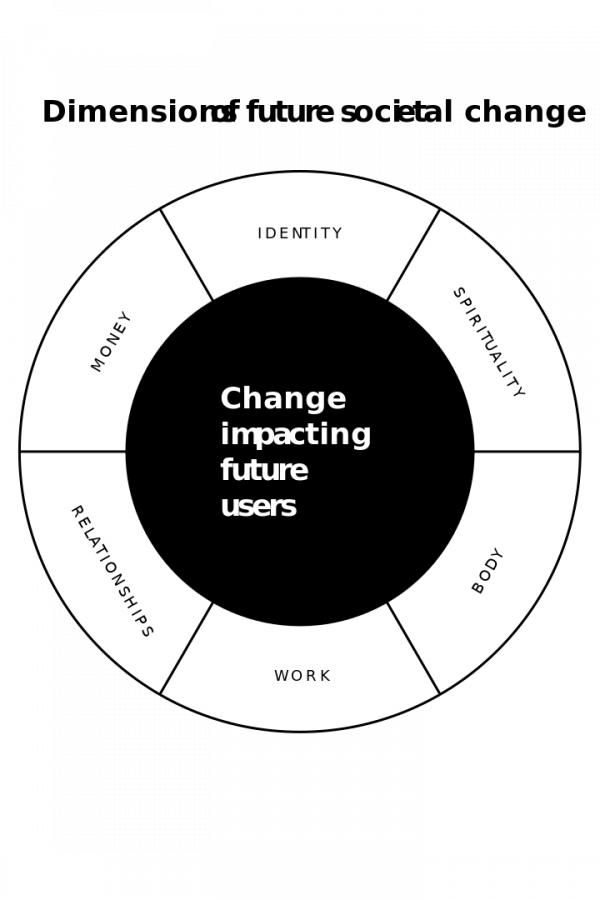 Dimensions of future societal change
IDENTITY
SPIRITUALITY
BODY
WORK
RELATIONSHIPS
MONEY
Change
impacting
future
users